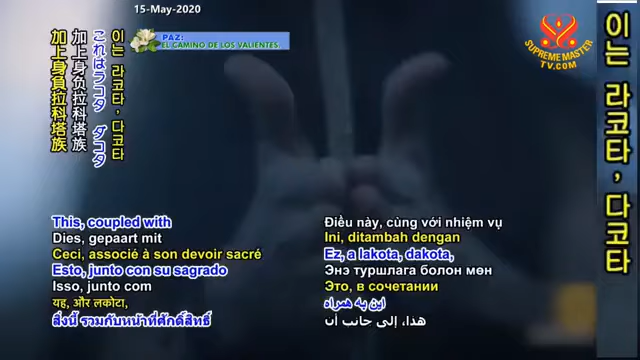 15-May-2020
PAZ:
EL CAMINO DE LOS VALIENTES.
SUPREME MASTER
TV.COM
이는 라코타, 다코타
이는 라코타, 다코타
これはラコタ ダコタ
加上身负拉科塔族
加上身負拉科塔族
This, coupled with
Dies, gepaart mit
Ceci, associé à son devoir sacré
Esto, junto con su sagrado
Isso, junto com
यह, और लकोटा,
สิ่งนี้ รวมกับหน้าที่ศักดิ์สิทธิ์
Điều này, cùng với nhiệm vụ
Ini, ditambah dengan
Ez, a lakota, dakota,
Энэ туршлага болон мөн
Это, в сочетании
این به همراه
هذا، إلى جانب أن